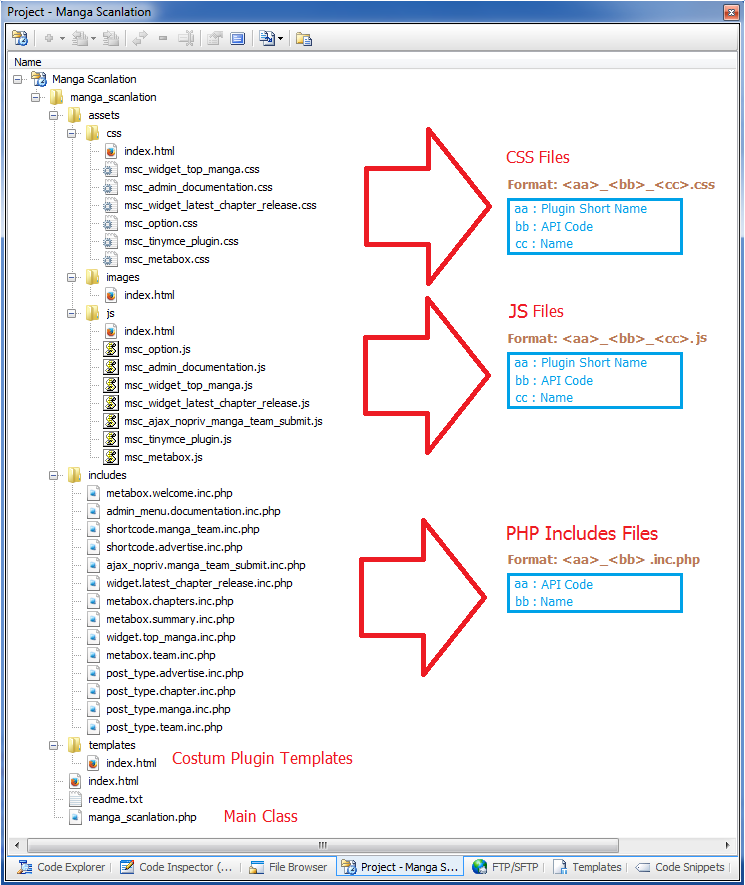 Project - Manga Scanlation
Name
Manga Scanlation
manga_scanlation
assets
css
index.html
msc_widget_top_manga.css
msc_admin_documentation.css
msc_widget_latest_chapter_release.css
msc_option.css
msc_tinymce_plugin.css
msc_metabox.css
CSS Files
Format: <aa>_<bb>_<cc>.css
aa : Plugin Short Name
bb : API Code
cc : Name
images
index.html
js
index.html
msc_option.js
msc_admin_documentation.js
msc_widget_top_manga.js
msc_widget_latest_chapter_release.js
msc_ajax_nopriv_manga_team_submit.js
msc_tinymce_plugin.js
msc_metabox.js
JS Files
Format: <aa>_<bb>_<cc>.js
aa : Plugin Short Name
bb : API Code
cc : Name
includes
metabox.welcome.inc.php
admin_menu.documentation.inc.php
shortcode.manga_team.inc.php
shortcode.advertise.inc.php
ajax_nopriv.manga_team_submit.inc.php
widget.latest_chapter_release.inc.php
metabox.chapters.inc.php
metabox.summary.inc.php
widget.top_manga.inc.php
metabox.team.inc.php
post_type.advertise.inc.php
post_type.chapter.inc.php
post_type.manga.inc.php
post_type.team.inc.php
PHP Includes Files
Format: <aa>_<bb> .inc.php
aa : API Code
bb : Name
templates
index.html
Costum Plugin Templates
index.html
readme.txt
manga_scanlation.php
Main Class
Code Explorer
Code Inspector (...
File Browser
Project - Manga S...
FTP/SFTP
Templates
Code Snippets